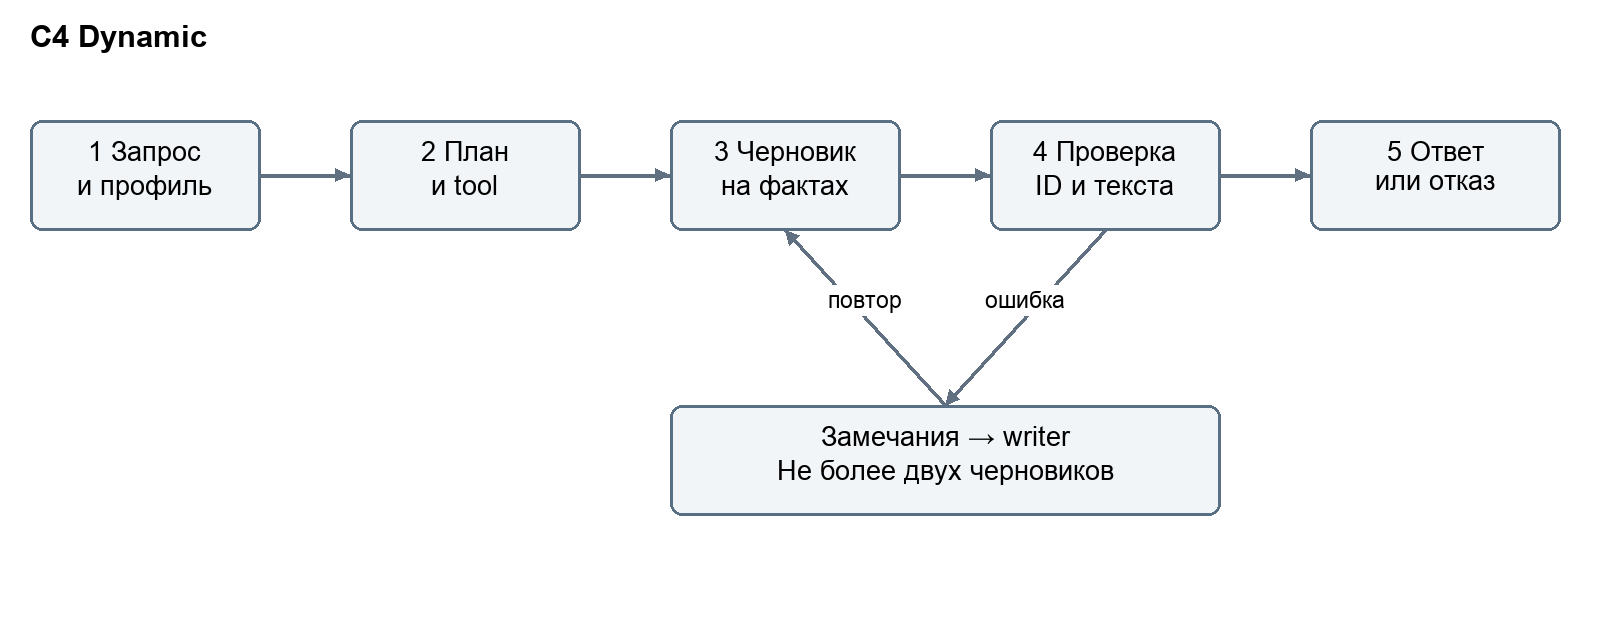 C4 Dynamic
1 Запрос
и профиль
2 План
и tool
3 Черновик
на фактах
4 Проверка
ID и текста
5 Ответ
или отказ
повтор
ошибка
Замечания → writer
Не более двух черновиков